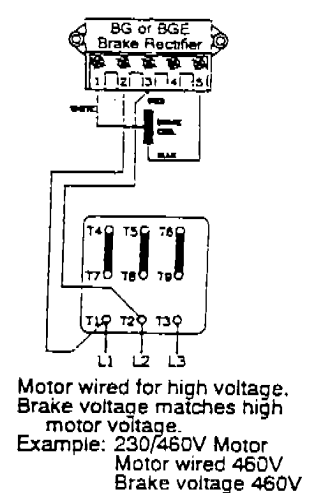 BG or BGE
Brake Rectifier
1 2 3 4 5
WHITE RED
BRAKE
COIL
BLUE
T4 T5 T6
T7 T8 T9
T1 T2 T3
L1 L2 L3
Motor wired for high voltage.
Brake voltage matches high
motor voltage.
Example: 230/460V Motor
Motor wired 460V
Brake voltage 460V